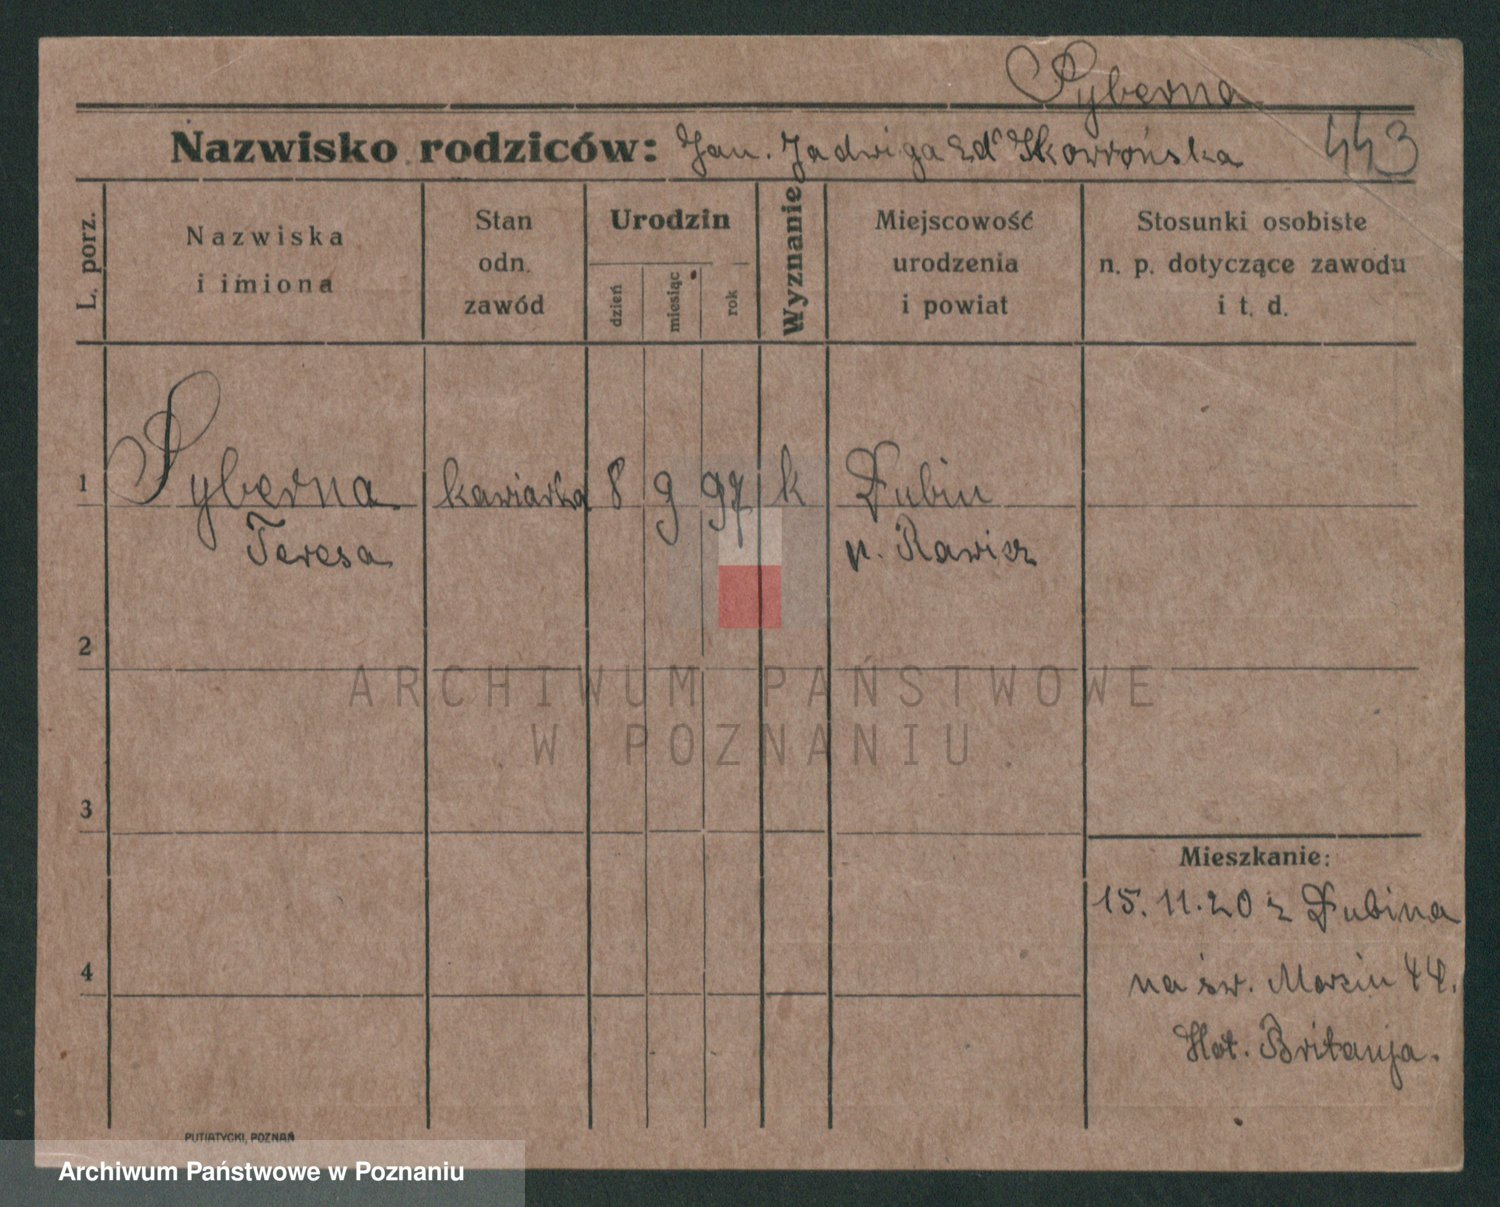 Syberna
Nazwisko rodziców: Jan. Jadwiga zd Skowrońska
443
L. porz.
Nazwiska
i imiona
Stan
odn.
zawód
Urodzin
dzień
miesiąc
rok
Wyznanie
Miejscowość
urodzenia
i powiat
Stosunki osobiste
n. p. dotyczące zawodu
i t. d.
1 Syberna kawiarka 8 9 97 k Dubin
Teresa p. Rawicz
2
3
4
Mieszkanie:
15.11.20 z Dubina
na św. Marcin 44.
Hot. Britanja.
PUTIATYCKI, POZNAŃ
ARCHIWUM PAŃSTWOWE
W POZNANIU
Archiwum Państwowe w Poznaniu